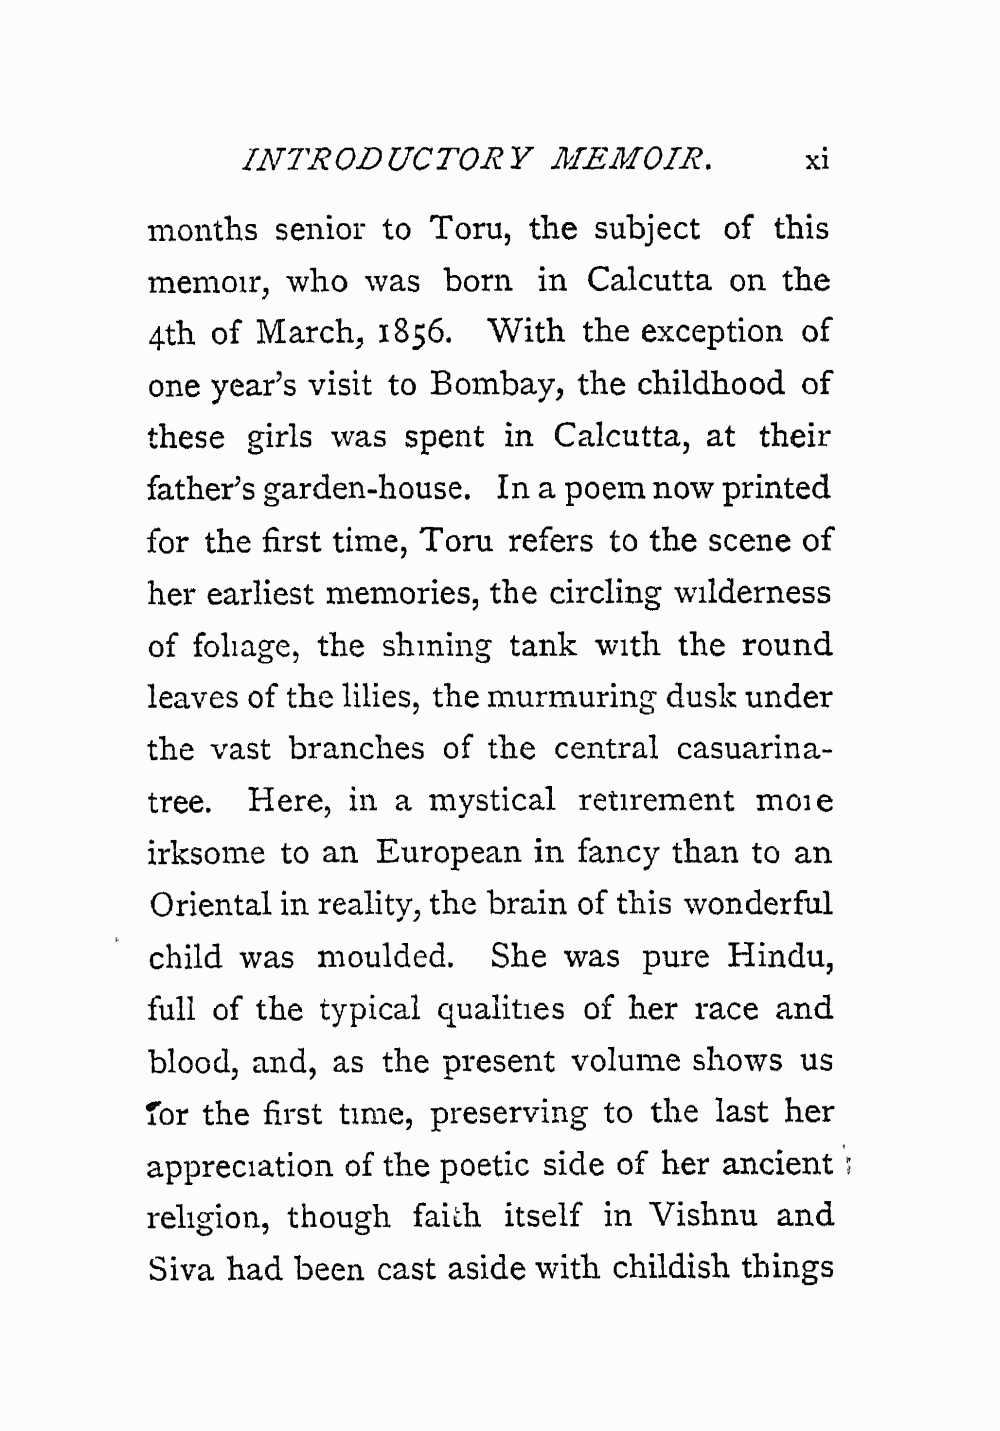 INTRODUCTORY MEMOIR. xi
months senior to Toru, the subject of this
memoir, who was born in Calcutta on the
4th of March, 1856. With the exception of
one year's visit to Bombay, the childhood of
these girls was spent in Calcutta, at their
father's garden-house. In a poem now printed
for the first time, Toru refers to the scene of
her earliest memories, the circling wilderness
of foliage, the shining tank with the round
leaves of the lilies, the murmuring dusk under
the vast branches of the central casuarina-
tree. Here, in a mystical retirement more
irksome to an European in fancy than to an
Oriental in reality, the brain of this wonderful
child was moulded. She was pure Hindu,
full of the typical qualities of her race and
blood, and, as the present volume shows us
for the first time, preserving to the last her
appreciation of the poetic side of her ancient
religion, though faith itself in Vishnu and
Siva had been cast aside with childish things